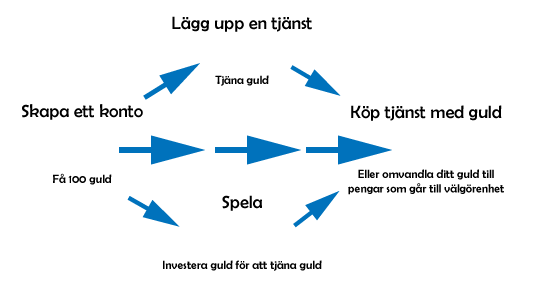 Lägg upp en tjänst
Tjäna guld
Skapa ett konto
Köp tjänst med guld
Få 100 guld
Eller omvandla ditt guld till
pengar som går till välgörenhet
Spela
Investera guld för att tjäna guld